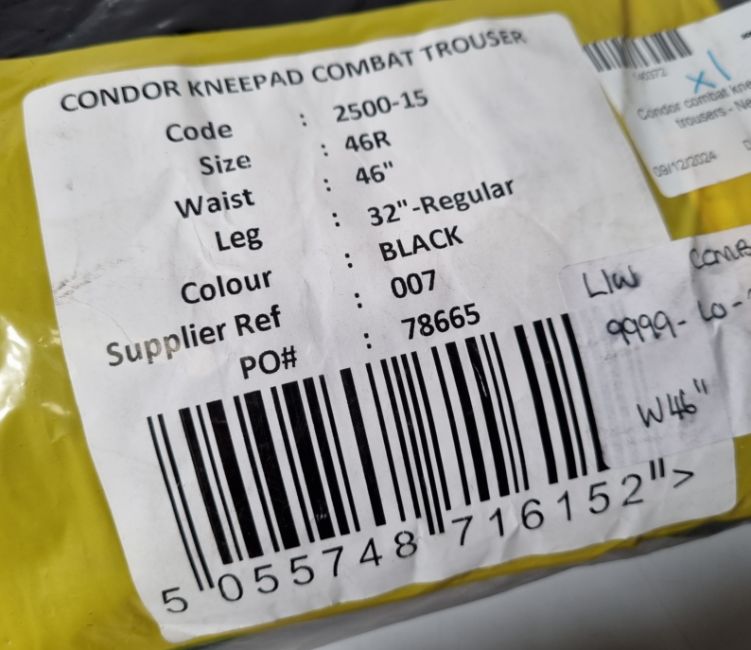 CONDOR KNEEPAD COMBAT TROUSER
Code : 2500-15
Size : 46R
Waist : 46"
Leg : 32"-Regular
Colour : BLACK
Supplier Ref : 007
PO# : 78665
5 055748 716152 >
x1
Condor combat
trousers -
09/12/2024
9999-
W46"